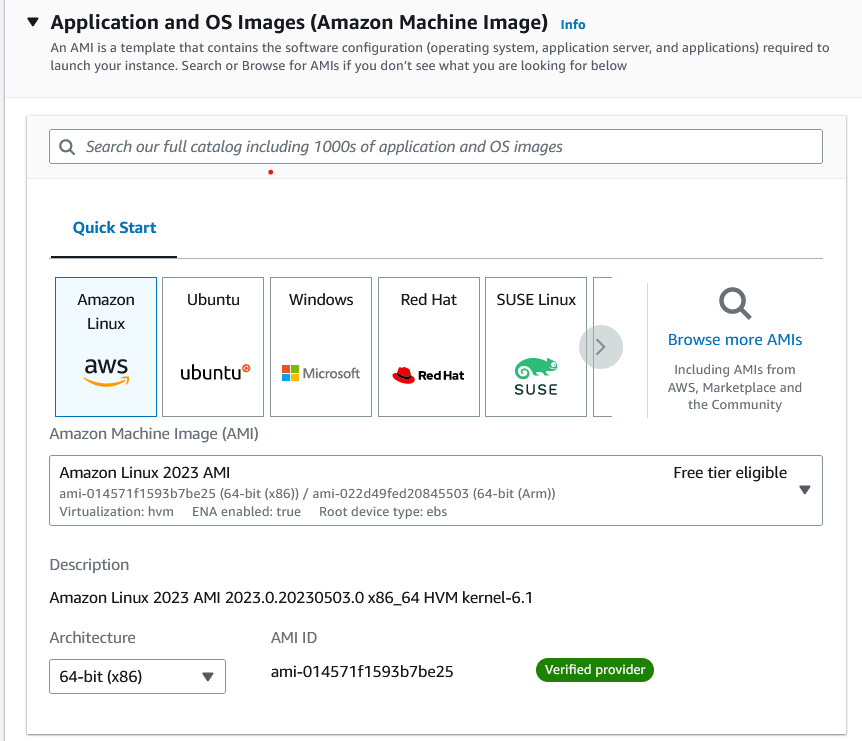 Application and OS Images (Amazon Machine Image) Info
An AMI is a template that contains the software configuration (operating system, application server, and applications) required to
launch your instance. Search or Browse for AMIs if you don’t see what you are looking for below
Search our full catalog including 1000s of application and OS images
Quick Start
Amazon
Linux
aws
Ubuntu
ubuntu
Windows
Microsoft
Red Hat
Red Hat
SUSE Linux
SUSE
Browse more AMIs
Including AMIs from
AWS, Marketplace and
the Community
Amazon Machine Image (AMI)
Amazon Linux 2023 AMI Free tier eligible
ami-014571f1593b7be25 (64-bit (x86)) / ami-022d49fed20845503 (64-bit (Arm))
Virtualization: hvm ENA enabled: true Root device type: ebs
Description
Amazon Linux 2023 AMI 2023.0.20230503.0 x86_64 HVM kernel-6.1
Architecture AMI ID
64-bit (x86) ami-014571f1593b7be25 Verified provider